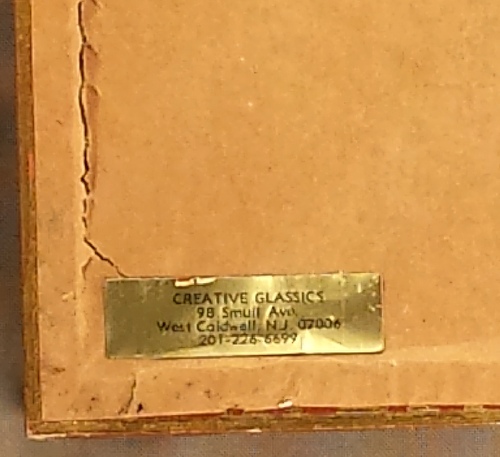 CREATIVE GLASSICS
98 Smull Ave.
West Caldwell, N.J. 07006
201-226-6699